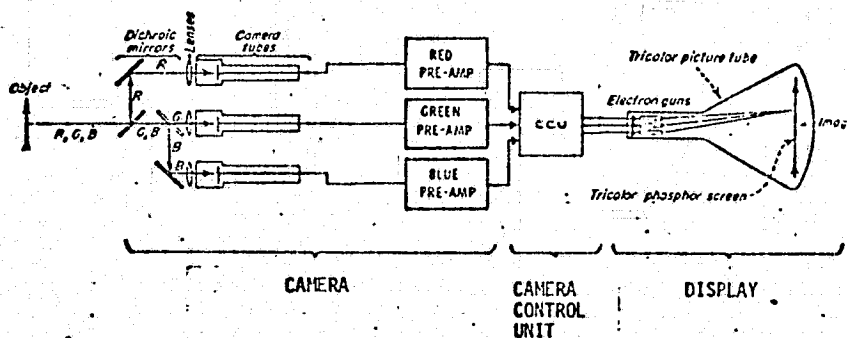 Dichroic mirrors
Lenses
Camera tubes
Object
R
R
R, G, B
G, B
G
B
B
RED PRE-AMP
GREEN PRE-AMP
BLUE PRE-AMP
CCU
Tricolor picture tube
Electron guns
Imag
Tricolor phosphor screen
CAMERA
CAMERA CONTROL UNIT
DISPLAY